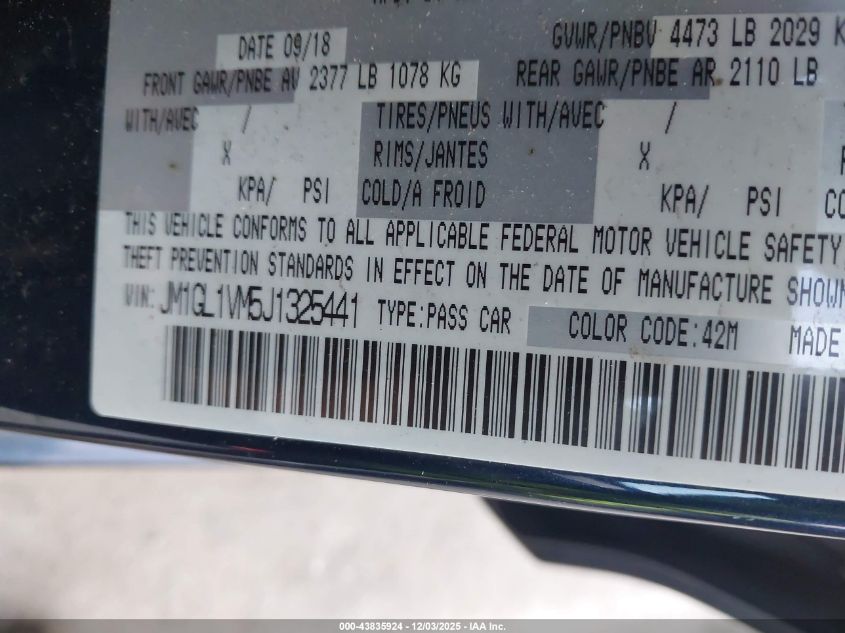 DATE 09/18
GVWR/PNBV 4473 LB 2029 K
FRONT GAWR/PNBE AV 2377 LB 1078 KG
REAR GAWR/PNBE AR 2110 LB
WITH/AVEC / TIRES/PNEUS WITH/AVEC /
X RIMS/JANTES X
KPA/ PSI COLD/A FROID KPA/ PSI CO
THIS VEHICLE CONFORMS TO ALL APPLICABLE FEDERAL MOTOR VEHICLE SAFETY
THEFT PREVENTION STANDARDS IN EFFECT ON THE DATE OF MANUFACTURE SHOWN
VIN: JM1GL1VM5J1325441 TYPE:PASS CAR COLOR CODE:42M MADE
000-43835924 - 12/03/2025 - IAA Inc.